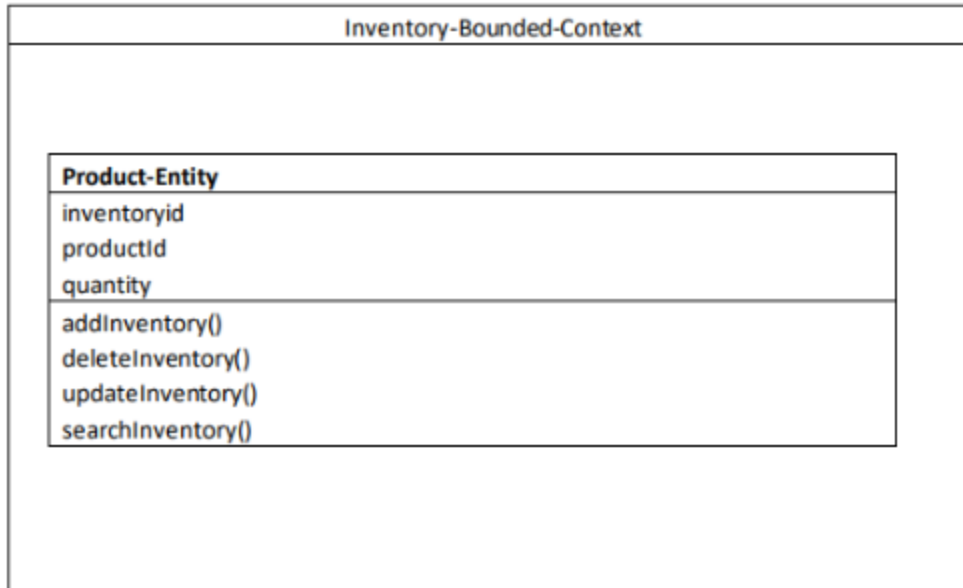 Inventory-Bounded-Context
Product-Entity
inventoryid
productId
quantity
addInventory()
deleteInventory()
updateInventory()
searchInventory()